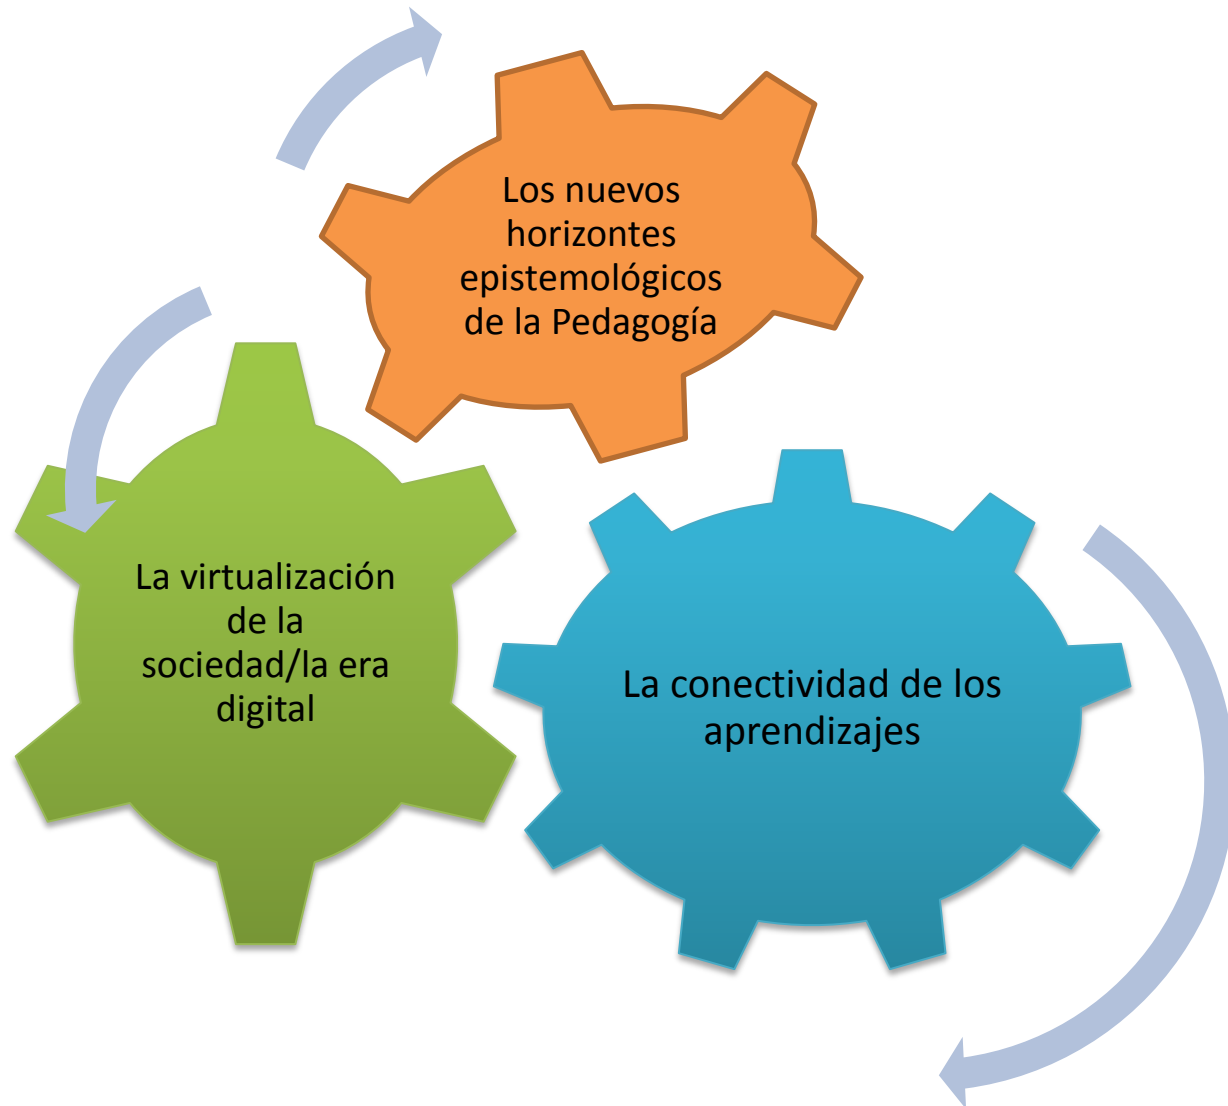 Los nuevos
horizontes
epistemológicos
de la Pedagogía
La virtualización
de la
sociedad/la era
digital
La conectividad de los
aprendizajes